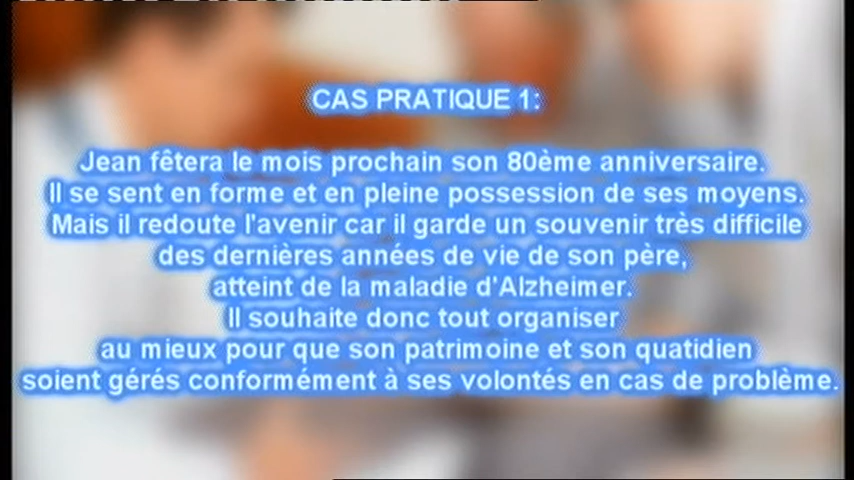 CAS PRATIQUE 1:
Jean fêtera le mois prochain son 80ème anniversaire.
Il se sent en forme et en pleine possession de ses moyens.
Mais il redoute l'avenir car il garde un souvenir très difficile
des dernières années de vie de son père,
atteint de la maladie d'Alzheimer.
Il souhaite donc tout organiser
au mieux pour que son patrimoine et son quatidien
soient gérés conformément à ses volontés en cas de problème.